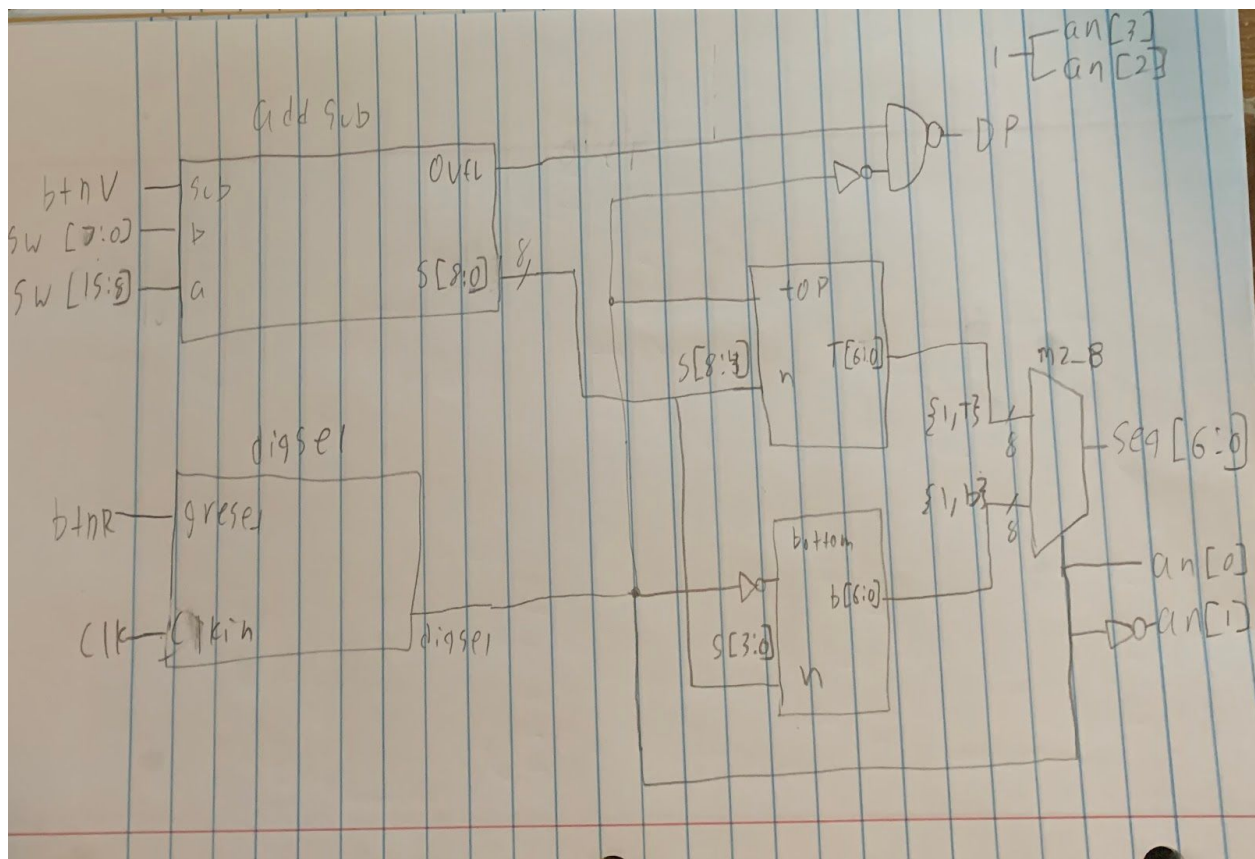 an[3]
1
an[2]
add sub
DP
btnU
sub
ovfl
sw [7:0]
b
S[8:0]
8
sw [15:8]
a
top
S[8:4]
T[6:0]
n
m2_8
{1,T}
8
seg[6:0]
digsel
{1,b}
8
btnR
greset
bottom
an[0]
b[6:0]
clk
clkin
digsel
S[3:0]
n
an[1]